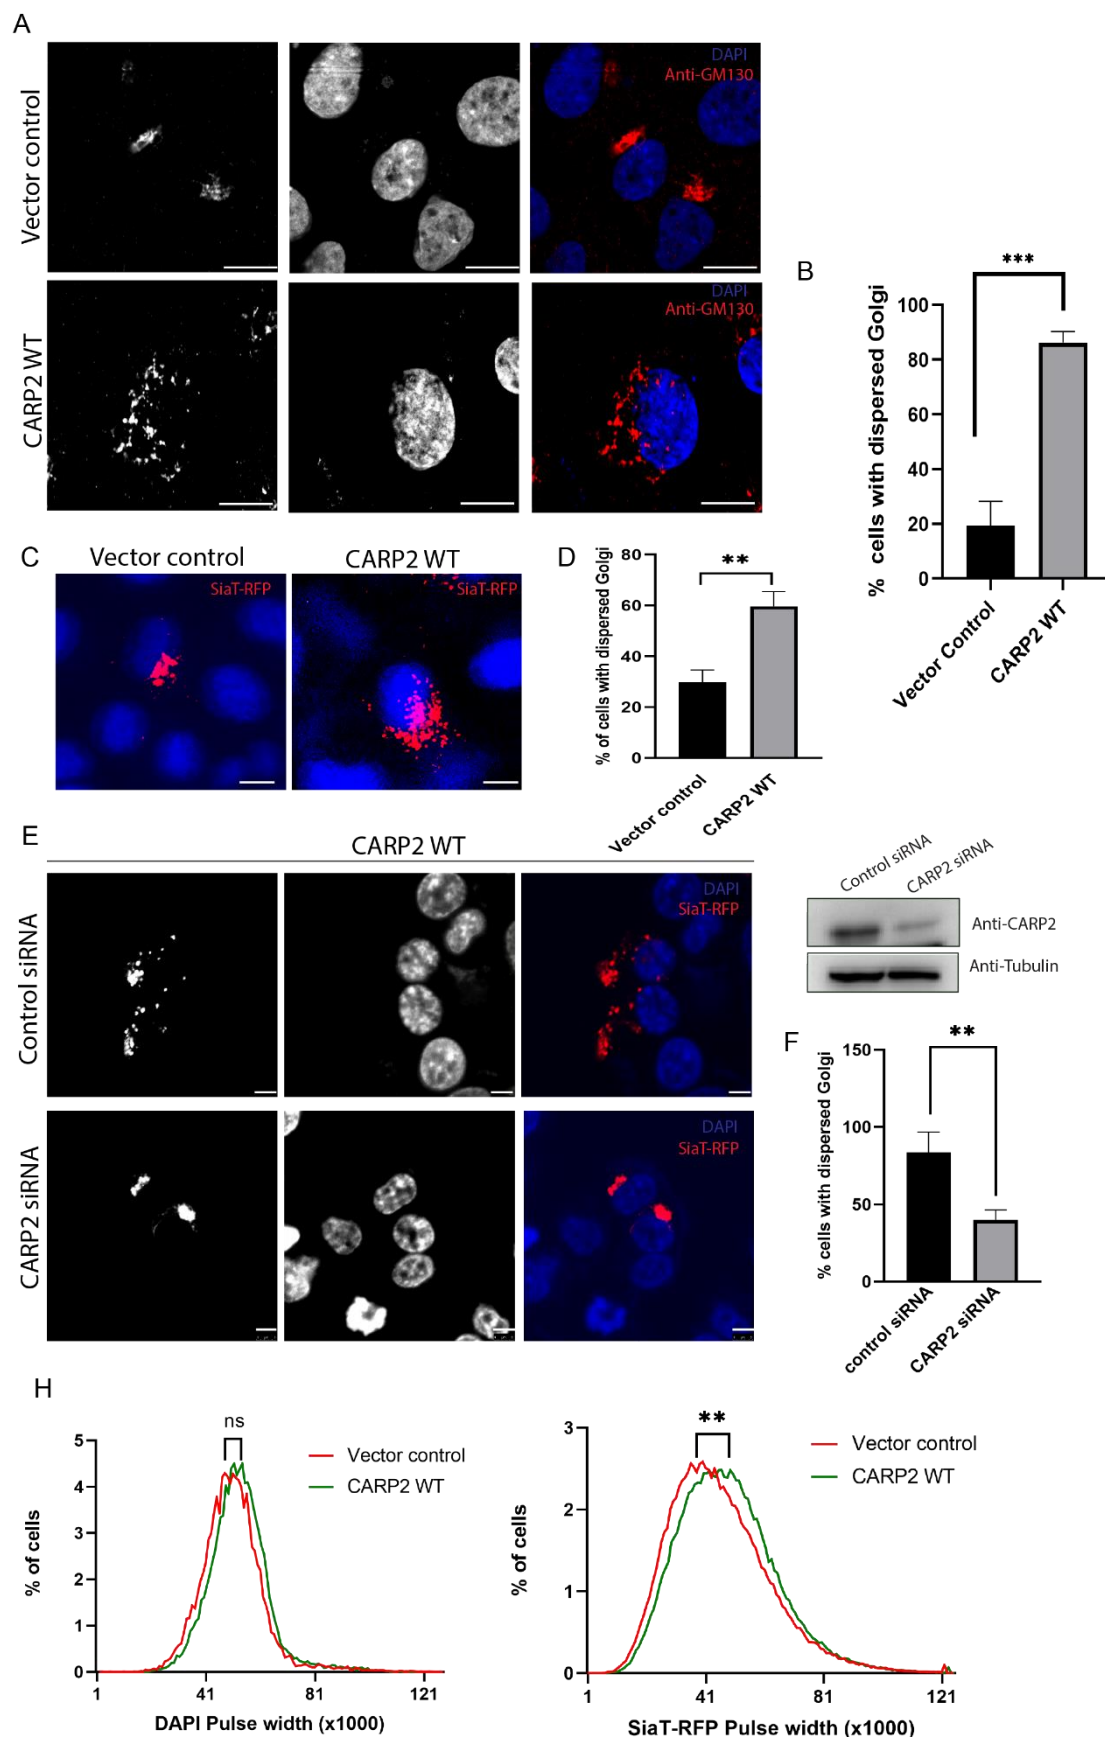 A
Vector control
DAPI
Anti-GM130
CARP2 WT
DAPI
Anti-GM130
B
***
% cells with dispersed Golgi
100
80
60
40
20
0
Vector Control
CARP2 WT
C
Vector control
CARP2 WT
SiaT-RFP
SiaT-RFP
D
**
% of cells with dispersed Golgi
80
60
40
20
0
Vector control
CARP2 WT
E
CARP2 WT
Control siRNA
DAPI
SiaT-RFP
CARP2 siRNA
DAPI
SiaT-RFP
Control siRNA
CARP2 siRNA
Anti-CARP2
Anti-Tubulin
F
**
% cells with dispersed Golgi
150
100
50
0
control siRNA
CARP2 siRNA
H
ns
Vector control
CARP2 WT
% of cells
5
4
3
2
1
0
1 41 81 121
DAPI Pulse width (x1000)
**
Vector control
CARP2 WT
% of cells
3
2
1
0
1 41 81 121
SiaT-RFP Pulse width (x1000)